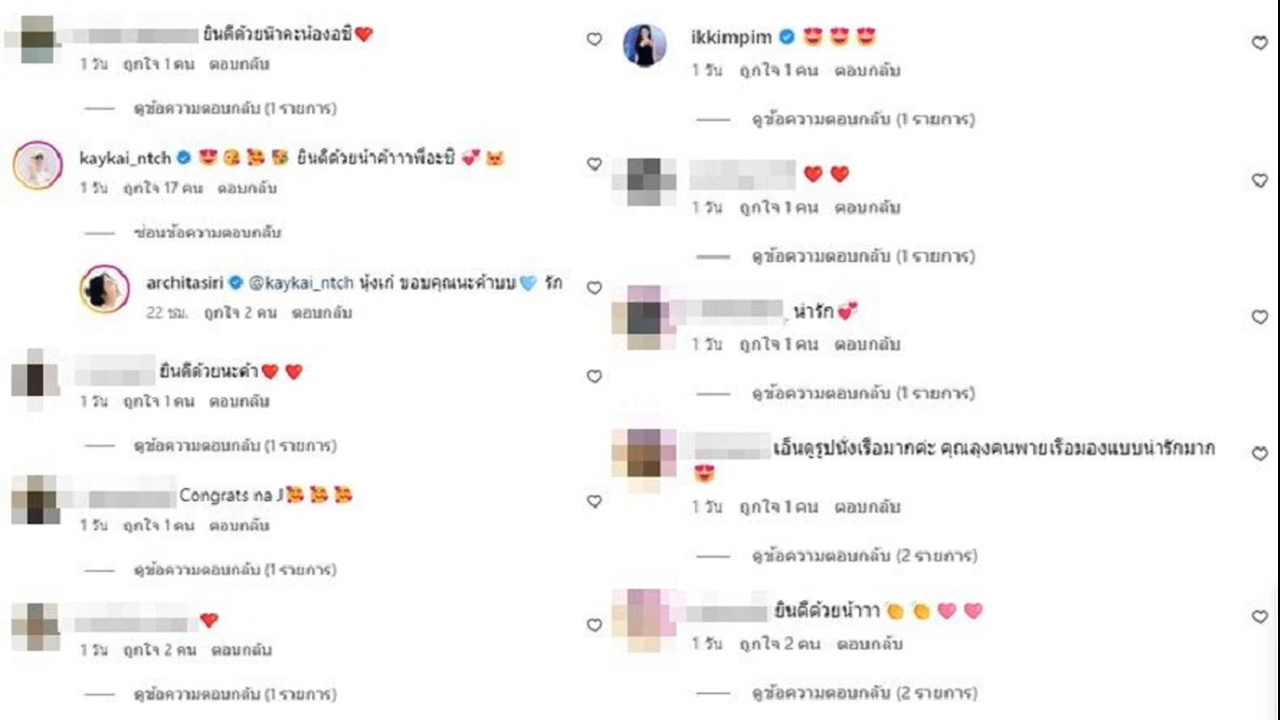 ยินดีด้วยน๊าคะน้องอชิ❤️
1 วัน ถูกใจ 1 คน ตอบกลับ
ดูข้อความตอบกลับ (1 รายการ)
kaykai_ntch 😍😘🥰🥳 ยินดีด้วยน้าค้าาาพี่อะชิ 💞😻
1 วัน ถูกใจ 17 คน ตอบกลับ
ซ่อนข้อความตอบกลับ
architasiri @kaykai_ntch นุ้งเก๋ ขอบคุณนะค้าบบ🩵 รัก
22 ชม. ถูกใจ 2 คน ตอบกลับ
ยินดีด้วยนะค้า❤️ ❤️
1 วัน ถูกใจ 1 คน ตอบกลับ
ดูข้อความตอบกลับ (1 รายการ)
Congrats na J🥰 🥰 🥰
1 วัน ถูกใจ 1 คน ตอบกลับ
ดูข้อความตอบกลับ (1 รายการ)
❤️
1 วัน ถูกใจ 2 คน ตอบกลับ
ดูข้อความตอบกลับ (1 รายการ)
ikkimpim 😍 😍 😍
1 วัน ถูกใจ 1 คน ตอบกลับ
ดูข้อความตอบกลับ (1 รายการ)
❤️ ❤️
1 วัน ถูกใจ 1 คน ตอบกลับ
ดูข้อความตอบกลับ (1 รายการ)
น่ารัก💞
1 วัน ถูกใจ 1 คน ตอบกลับ
ดูข้อความตอบกลับ (1 รายการ)
เอ็นดูรูปนั่งเรือมากค่ะ คุณลุงคนพายเรือมองแบบน่ารักมาก
😍
1 วัน ถูกใจ 1 คน ตอบกลับ
ดูข้อความตอบกลับ (2 รายการ)
ยินดีด้วยน้าาา 👏 👏 🩷 🩷
1 วัน ถูกใจ 2 คน ตอบกลับ
ดูข้อความตอบกลับ (2 รายการ)